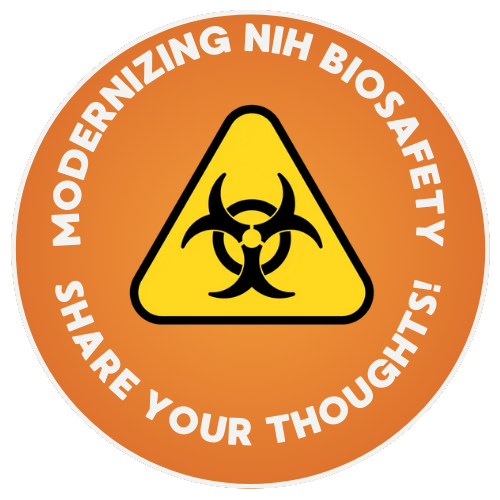 MODERNIZING NIH BIOSAFETY
SHARE YOUR THOUGHTS!